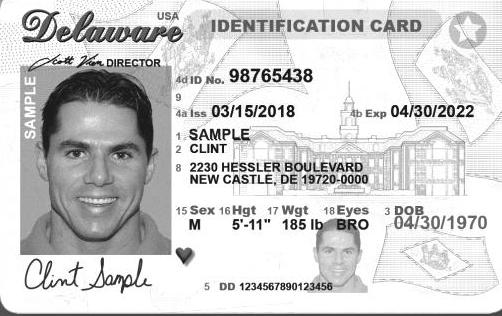 Delaware USA IDENTIFICATION CARD
Scott Vien DIRECTOR
SAMPLE
4d ID No. 98765438
9
4a Iss 03/15/2018 4b Exp 04/30/2022
1 SAMPLE
2 CLINT
8 2230 HESSLER BOULEVARD
NEW CASTLE, DE 19720-0000
15 Sex 16 Hgt 17 Wgt 18 Eyes 3 DOB
M 5'-11" 185 lb BRO 04/30/1970
Clint Sample
5 DD 1234567890123456